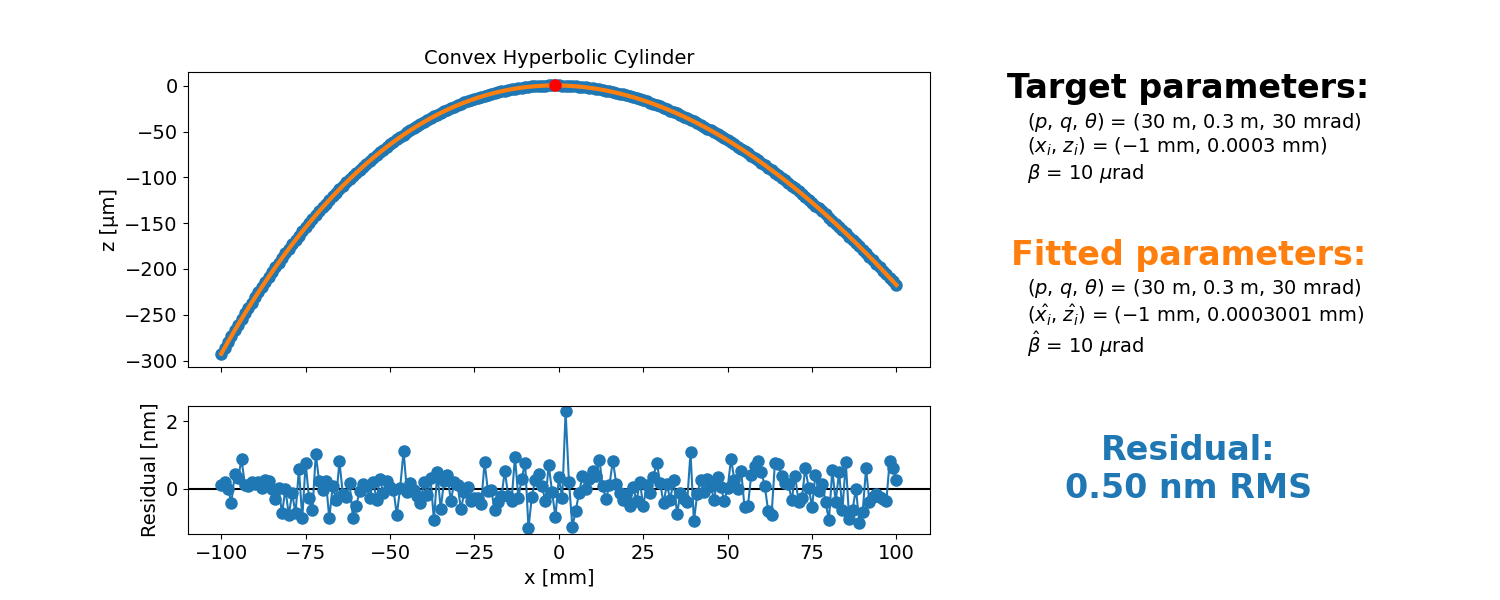 Convex Hyperbolic Cylinder
z [μm]
0
−50
−100
−150
−200
−250
−300
Residual [nm]
2
0
−100 −75 −50 −25 0 25 50 75 100
x [mm]
Target parameters:
(p, q, θ) = (30 m, 0.3 m, 30 mrad)
(xᵢ, zᵢ) = (−1 mm, 0.0003 mm)
β = 10 μrad
Fitted parameters:
(p, q, θ) = (30 m, 0.3 m, 30 mrad)
(x̂ᵢ, ẑᵢ) = (−1 mm, 0.0003001 mm)
β̂ = 10 μrad
Residual:
0.50 nm RMS